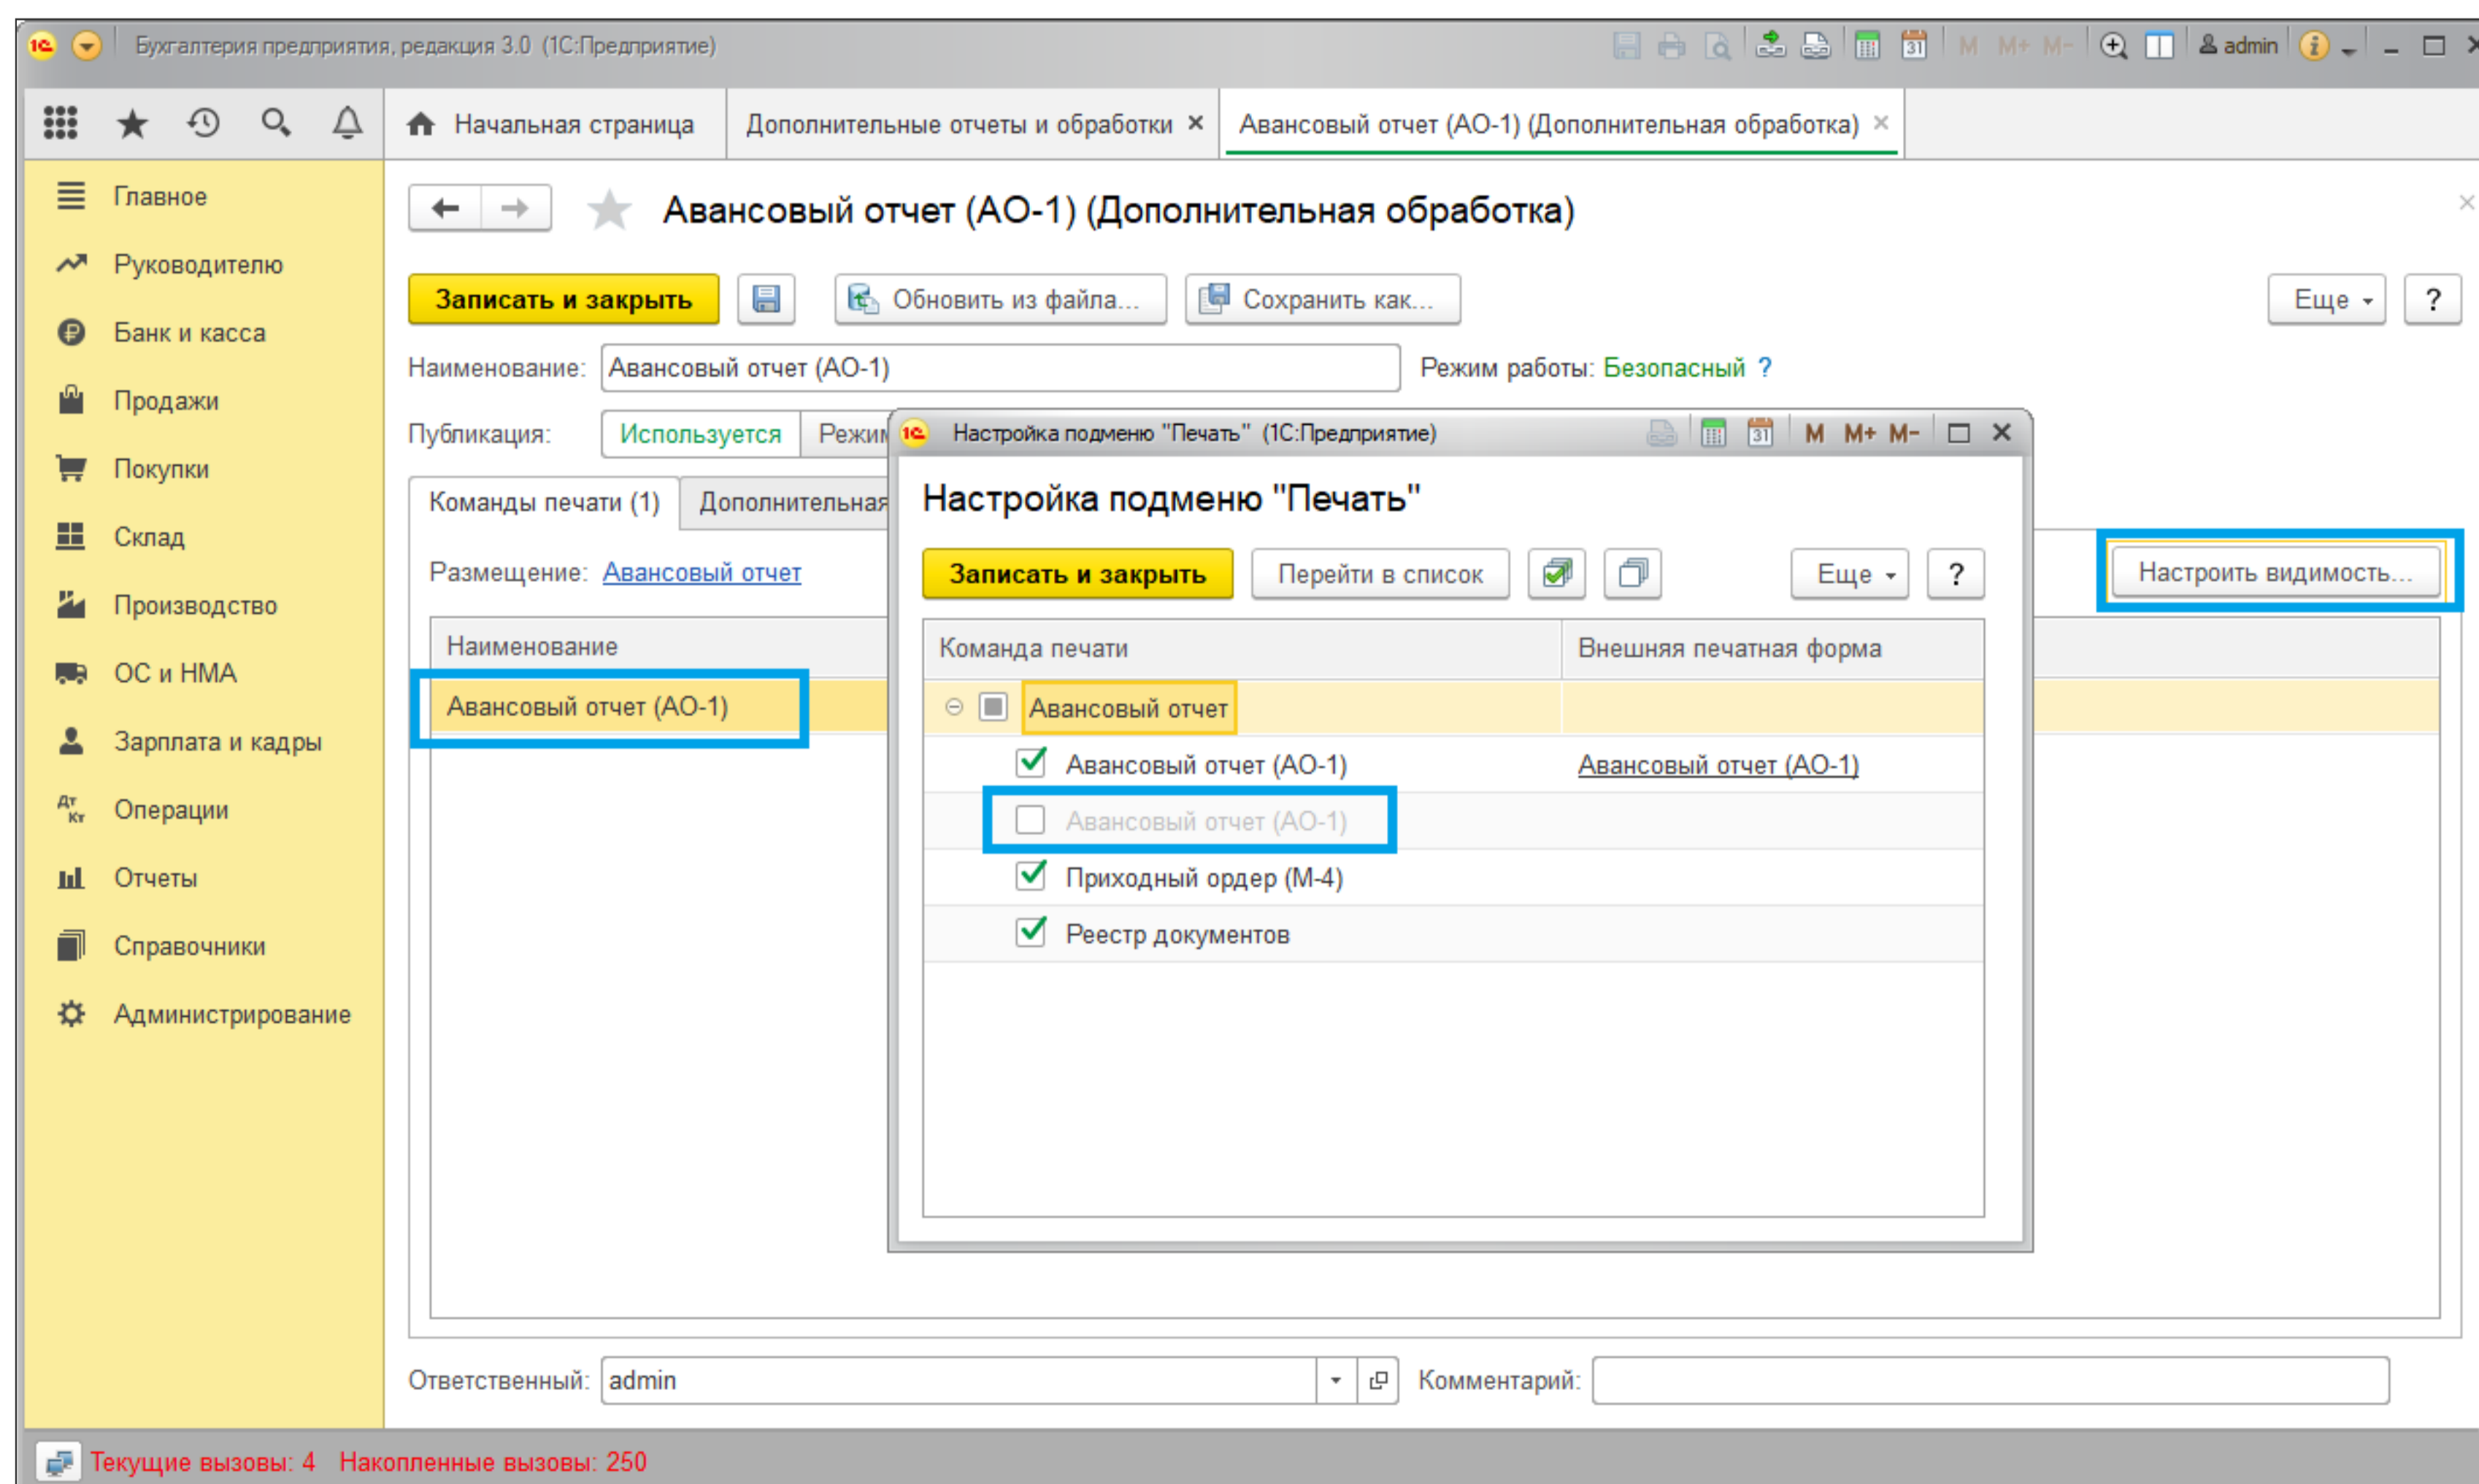 Бухгалтерия предприятия, редакция 3.0 (1С:Предприятие) 31 M M+ M- admin
Начальная страница Дополнительные отчеты и обработки × Авансовый отчет (АО-1) (Дополнительная обработка) ×
Главное
Руководителю
Банк и касса
Продажи
Покупки
Склад
Производство
ОС и НМА
Зарплата и кадры
Дт Кт Операции
Отчеты
Справочники
Администрирование
Авансовый отчет (АО-1) (Дополнительная обработка)
Записать и закрыть Обновить из файла... Сохранить как... Еще ?
Наименование: Авансовый отчет (АО-1) Режим работы: Безопасный ?
Публикация: Используется Режим
Команды печати (1) Дополнительная
Размещение: Авансовый отчет Настроить видимость...
Наименование
Авансовый отчет (АО-1)
Настройка подменю "Печать" (1С:Предприятие) 31 M M+ M-
Настройка подменю "Печать"
Записать и закрыть Перейти в список Еще ?
Команда печати Внешняя печатная форма
Авансовый отчет
Авансовый отчет (АО-1) Авансовый отчет (АО-1)
Авансовый отчет (АО-1)
Приходный ордер (М-4)
Реестр документов
Ответственный: admin Комментарий:
Текущие вызовы: 4 Накопленные вызовы: 250